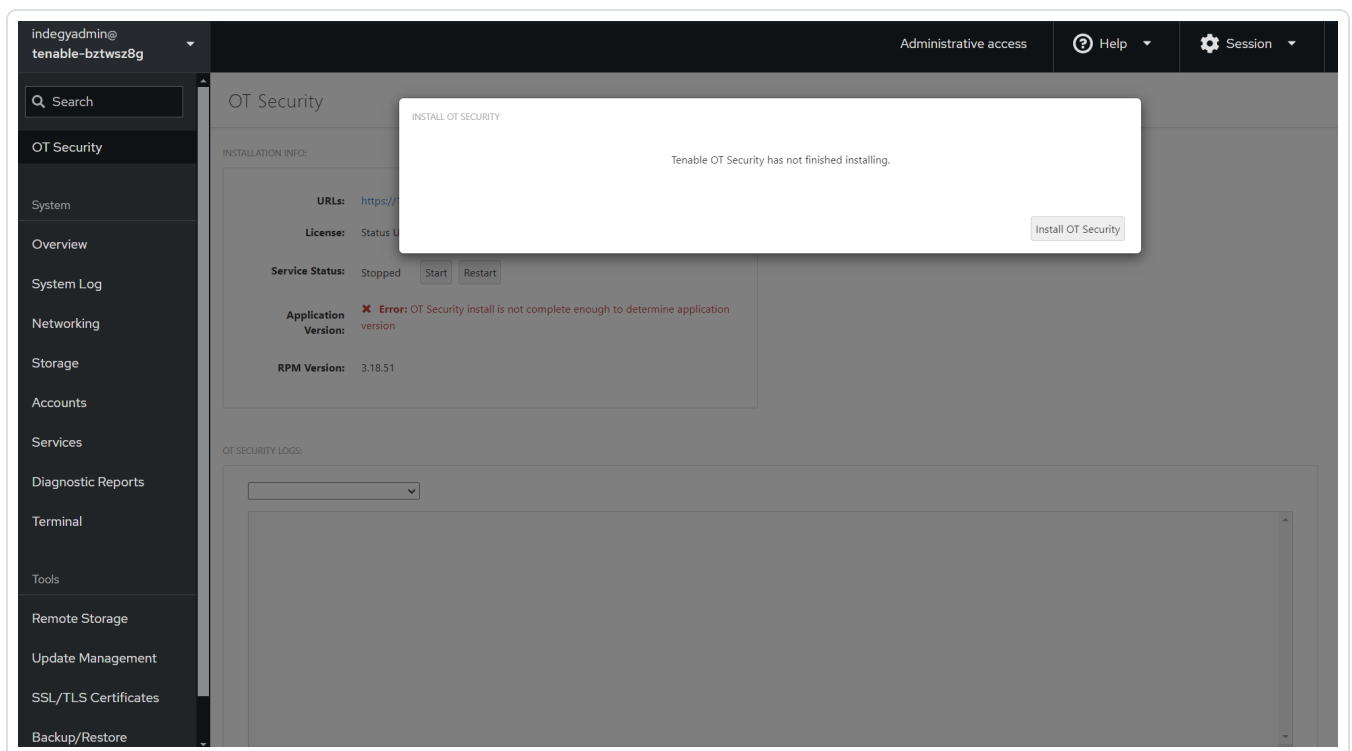 indegyadmin@
tenable-bztwsz8g
Administrative access
Help
Session
Search
OT Security
System
Overview
System Log
Networking
Storage
Accounts
Services
Diagnostic Reports
Terminal
Tools
Remote Storage
Update Management
SSL/TLS Certificates
Backup/Restore
OT Security
INSTALL OT SECURITY
Tenable OT Security has not finished installing.
Install OT Security
INSTALLATION INFO:
URLs: https://
License: Status
Service Status: Stopped Start Restart
Application Version: Error: OT Security install is not complete enough to determine application
version
RPM Version: 3.18.51
OT SECURITY LOGS: